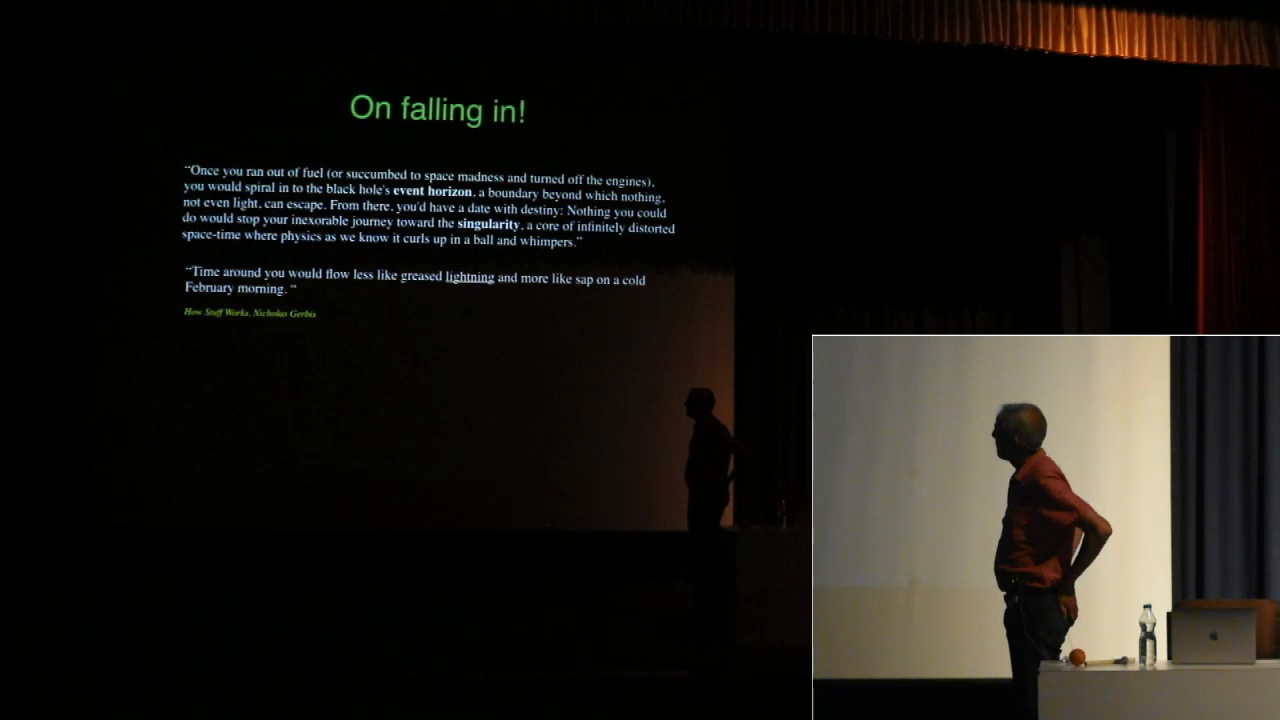 On falling in!
“Once you ran out of fuel (or succumbed to space madness and turned off the engines),
you would spiral in to the black hole's event horizon, a boundary beyond which nothing,
not even light, can escape. From there, you'd have a date with destiny: Nothing you could
do would stop your inexorable journey toward the singularity, a core of infinitely distorted
space-time where physics as we know it curls up in a ball and whimpers.”
“Time around you would flow less like greased lightning and more like sap on a cold
February morning. “
How Stuff Works, Nicholas Gerbis